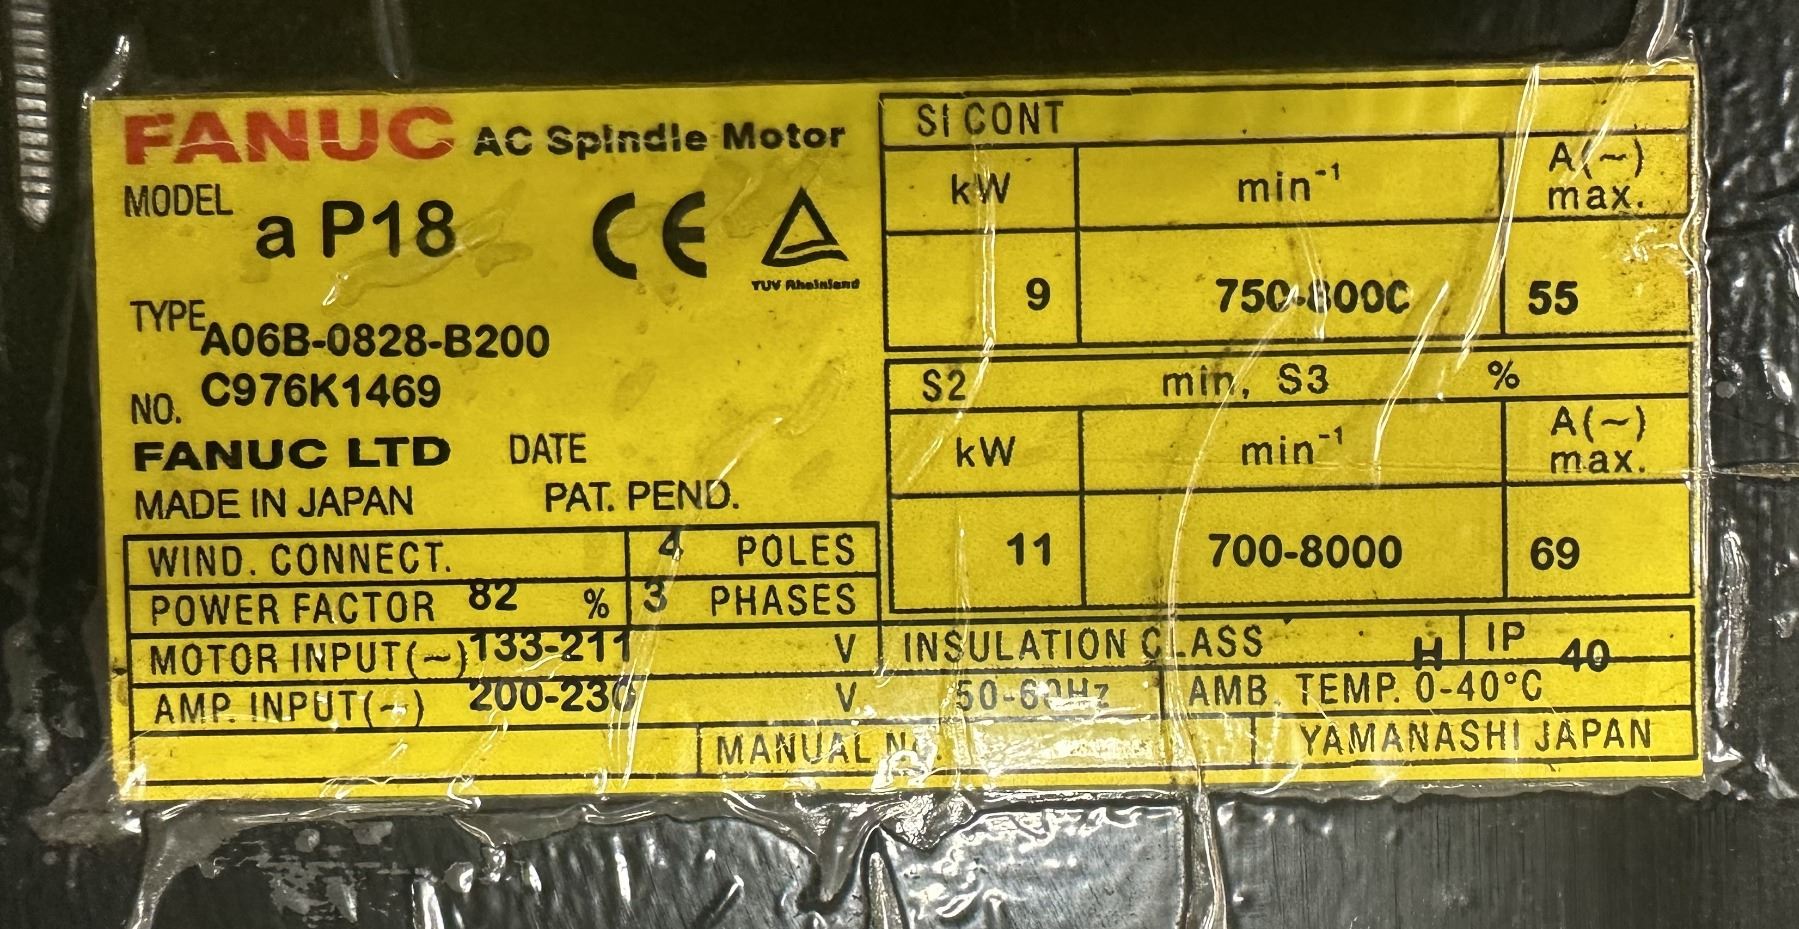 FANUC AC Spindle Motor
MODEL a P18
CE
TUV Rheinland
TYPE A06B-0828-B200
NO. C976K1469
FANUC LTD DATE
MADE IN JAPAN PAT. PEND.
WIND. CONNECT. 4 POLES
POWER FACTOR 82 % 3 PHASES
MOTOR INPUT(~) 133-211 V
AMP. INPUT(~) 200-230 V 50-60Hz
MANUAL No.
S1 CONT
kW min-1 A(~) max.
9 750-8000 55
S2 min, S3 %
kW min-1 A(~) max.
11 700-8000 69
INSULATION CLASS H IP 40
AMB. TEMP. 0-40°C
YAMANASHI JAPAN